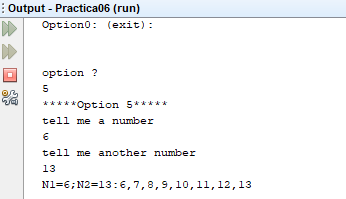 Output - Practica06 (run)
Option0: (exit):
option ?
5
*****Option 5*****
tell me a number
6
tell me another number
13
N1=6;N2=13:6,7,8,9,10,11,12,13